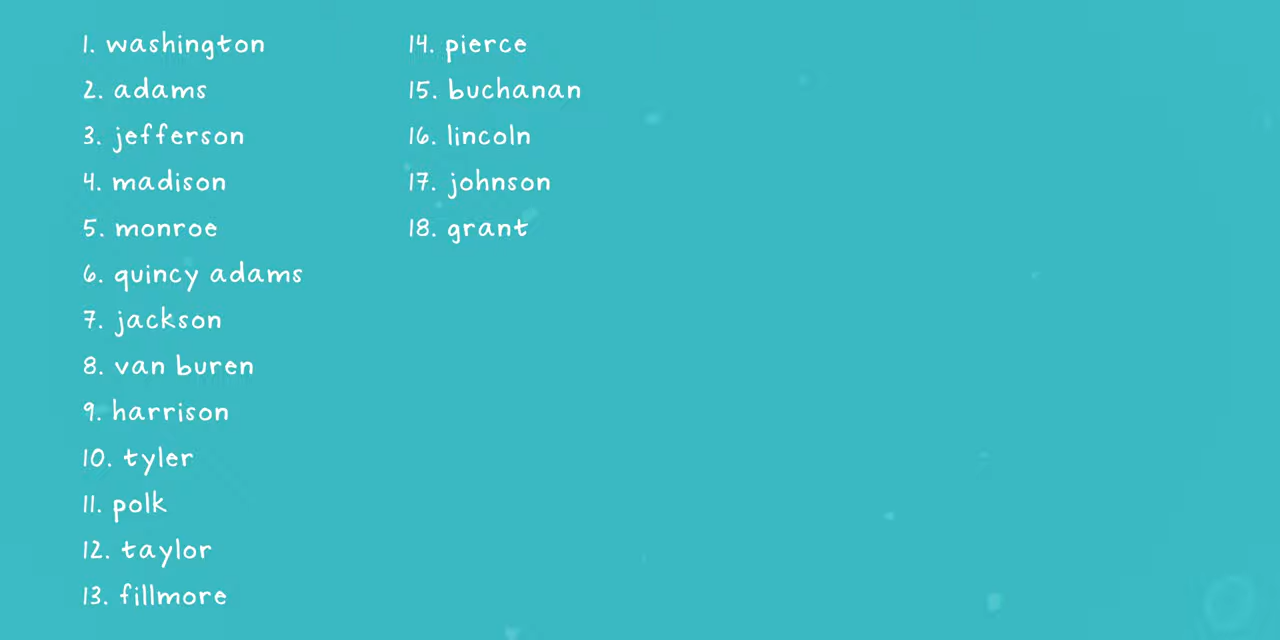 1. washington
2. adams
3. jefferson
4. madison
5. monroe
6. quincy adams
7. jackson
8. van buren
9. harrison
10. tyler
11. polk
12. taylor
13. fillmore
14. pierce
15. buchanan
16. lincoln
17. johnson
18. grant